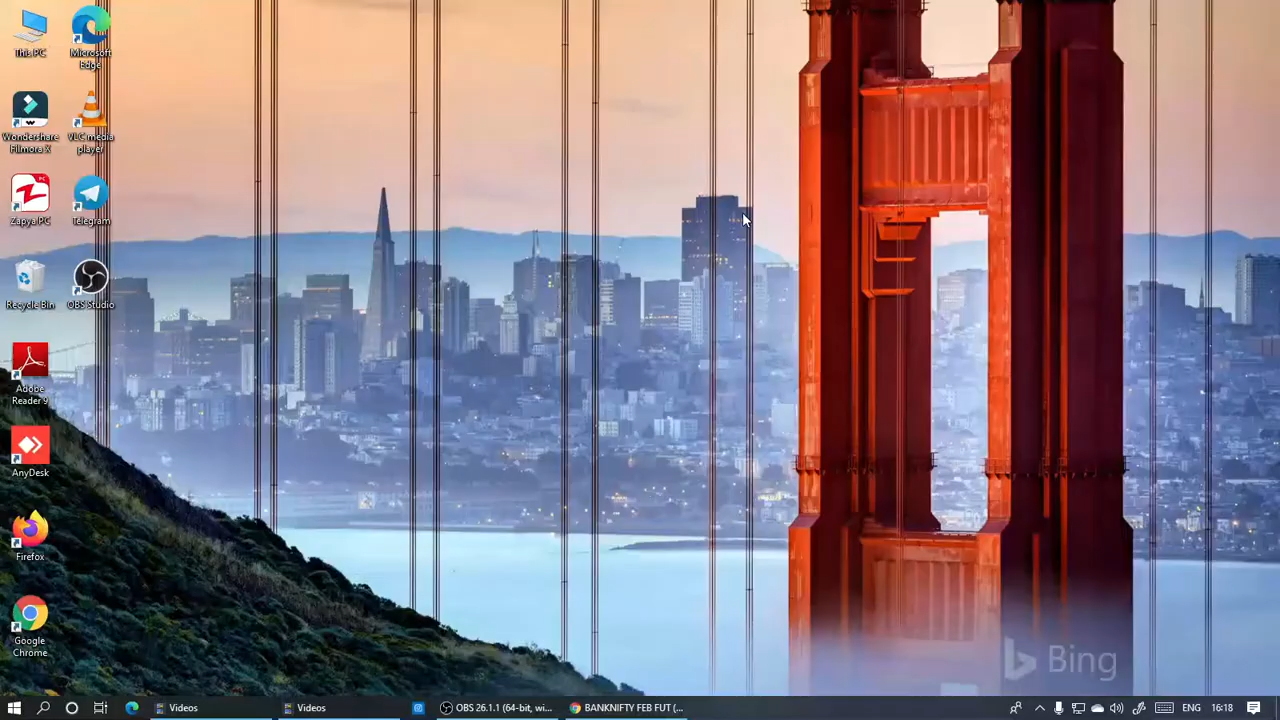 This PC
Microsoft
Edge
Wondershare
Filmora X
VLC media
player
Zapya PC
Telegram
Recycle Bin
OBS Studio
Adobe
Reader 9
AnyDesk
Firefox
Google
Chrome
Bing
Videos
Videos
OBS 26.1.1 (64-bit, wi...
BANKNIFTY FEB FUT (...
ENG
16:18